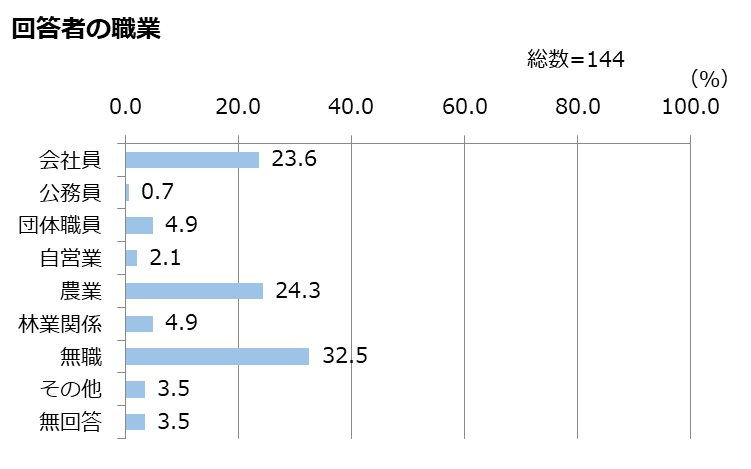 回答者の職業
総数=144
（%）
0.0 20.0 40.0 60.0 80.0 100.0
会社員 23.6
公務員 0.7
団体職員 4.9
自営業 2.1
農業 24.3
林業関係 4.9
無職 32.5
その他 3.5
無回答 3.5